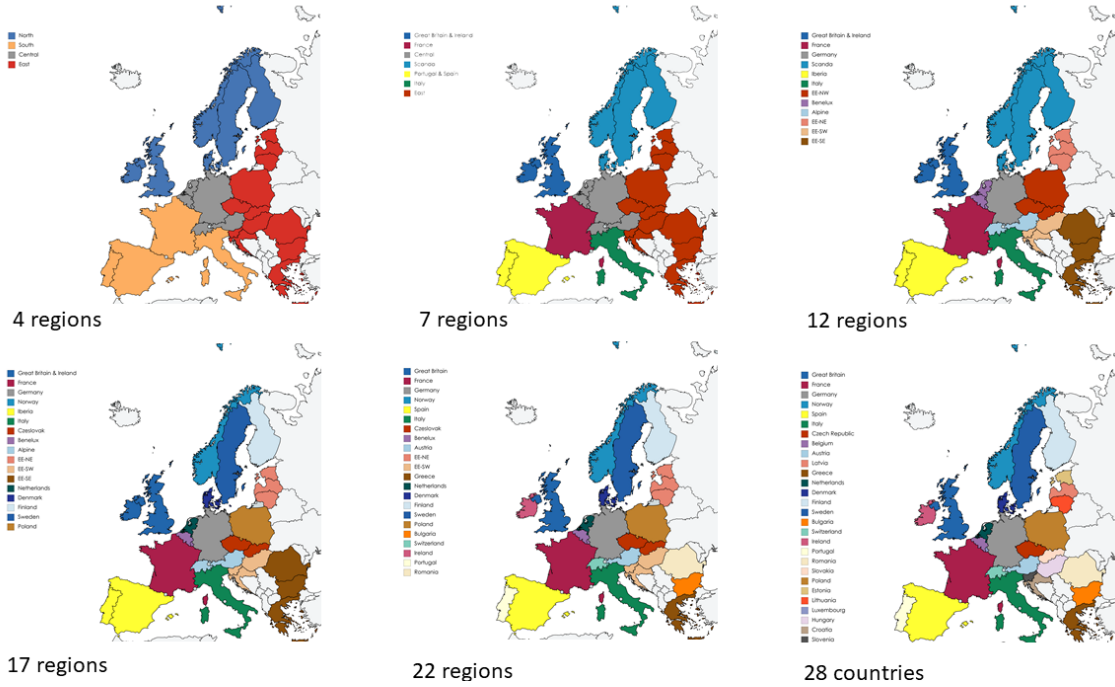 North
South
Central
East
4 regions
Great Britain & Ireland
France
Central
Scandia
Portugal & Spain
Italy
East
7 regions
Great Britain & Ireland
France
Germany
Scandia
Iberia
Italy
EE-NW
Benelux
Alpine
EE-NE
EE-SW
EE-SE
12 regions
Great Britain & Ireland
France
Germany
Norway
Iberia
Italy
Czeslovak
Benelux
Alpine
EE-NE
EE-SW
EE-SE
Netherlands
Denmark
Finland
Sweden
Poland
17 regions
Great Britain
France
Germany
Norway
Spain
Italy
Czeslovak
Benelux
Austria
EE-NE
EE-SW
Greece
Netherlands
Denmark
Finland
Sweden
Poland
Bulgaria
Switzerland
Ireland
Portugal
Romania
22 regions
Great Britain
France
Germany
Norway
Spain
Italy
Czech Republic
Belgium
Austria
Latvia
Greece
Netherlands
Denmark
Finland
Sweden
Bulgaria
Switzerland
Ireland
Portugal
Romania
Slovakia
Poland
Estonia
Lithuania
Luxembourg
Hungary
Croatia
Slovenia
28 countries